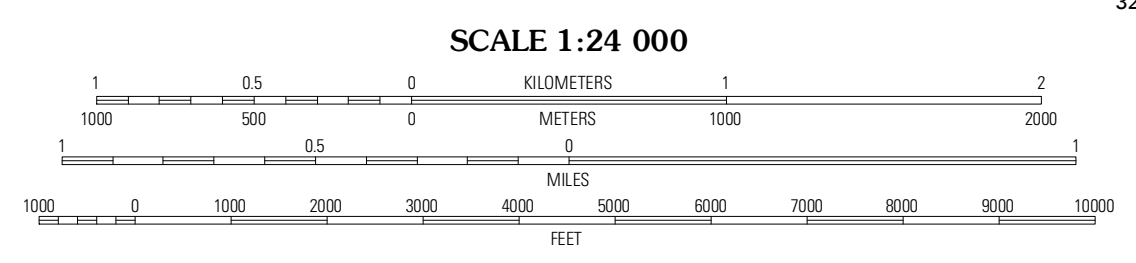 32
SCALE 1:24 000
1 0.5 0 KILOMETERS 1 2
1000 500 0 METERS 1000 2000
1 0.5 0 1
MILES
1000 0 1000 2000 3000 4000 5000 6000 7000 8000 9000 10000
FEET